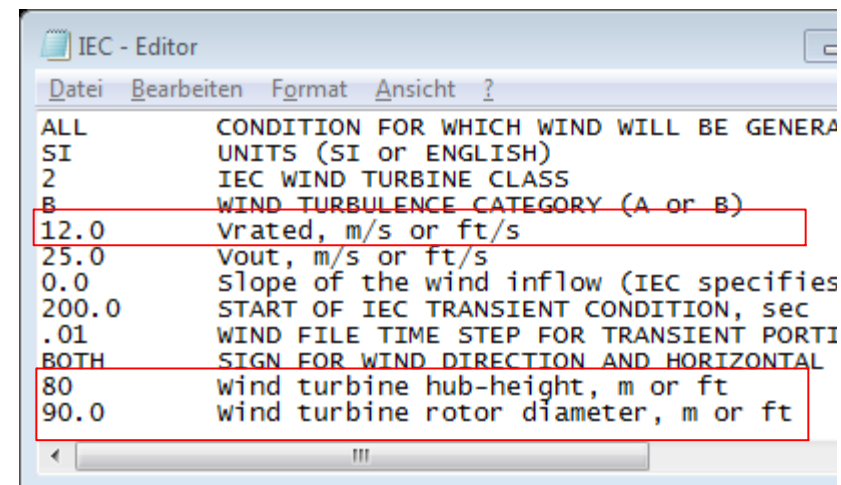 IEC - Editor
Datei Bearbeiten Format Ansicht ?
ALL CONDITION FOR WHICH WIND WILL BE GENERA
SI UNITS (SI or ENGLISH)
2 IEC WIND TURBINE CLASS
B WIND TURBULENCE CATEGORY (A or B)
12.0 Vrated, m/s or ft/s
25.0 Vout, m/s or ft/s
0.0 Slope of the wind inflow (IEC specifies
200.0 START OF IEC TRANSIENT CONDITION, sec
.01 WIND FILE TIME STEP FOR TRANSIENT PORTI
BOTH SIGN FOR WIND DIRECTION AND HORIZONTAL
80 Wind turbine hub-height, m or ft
90.0 Wind turbine rotor diameter, m or ft